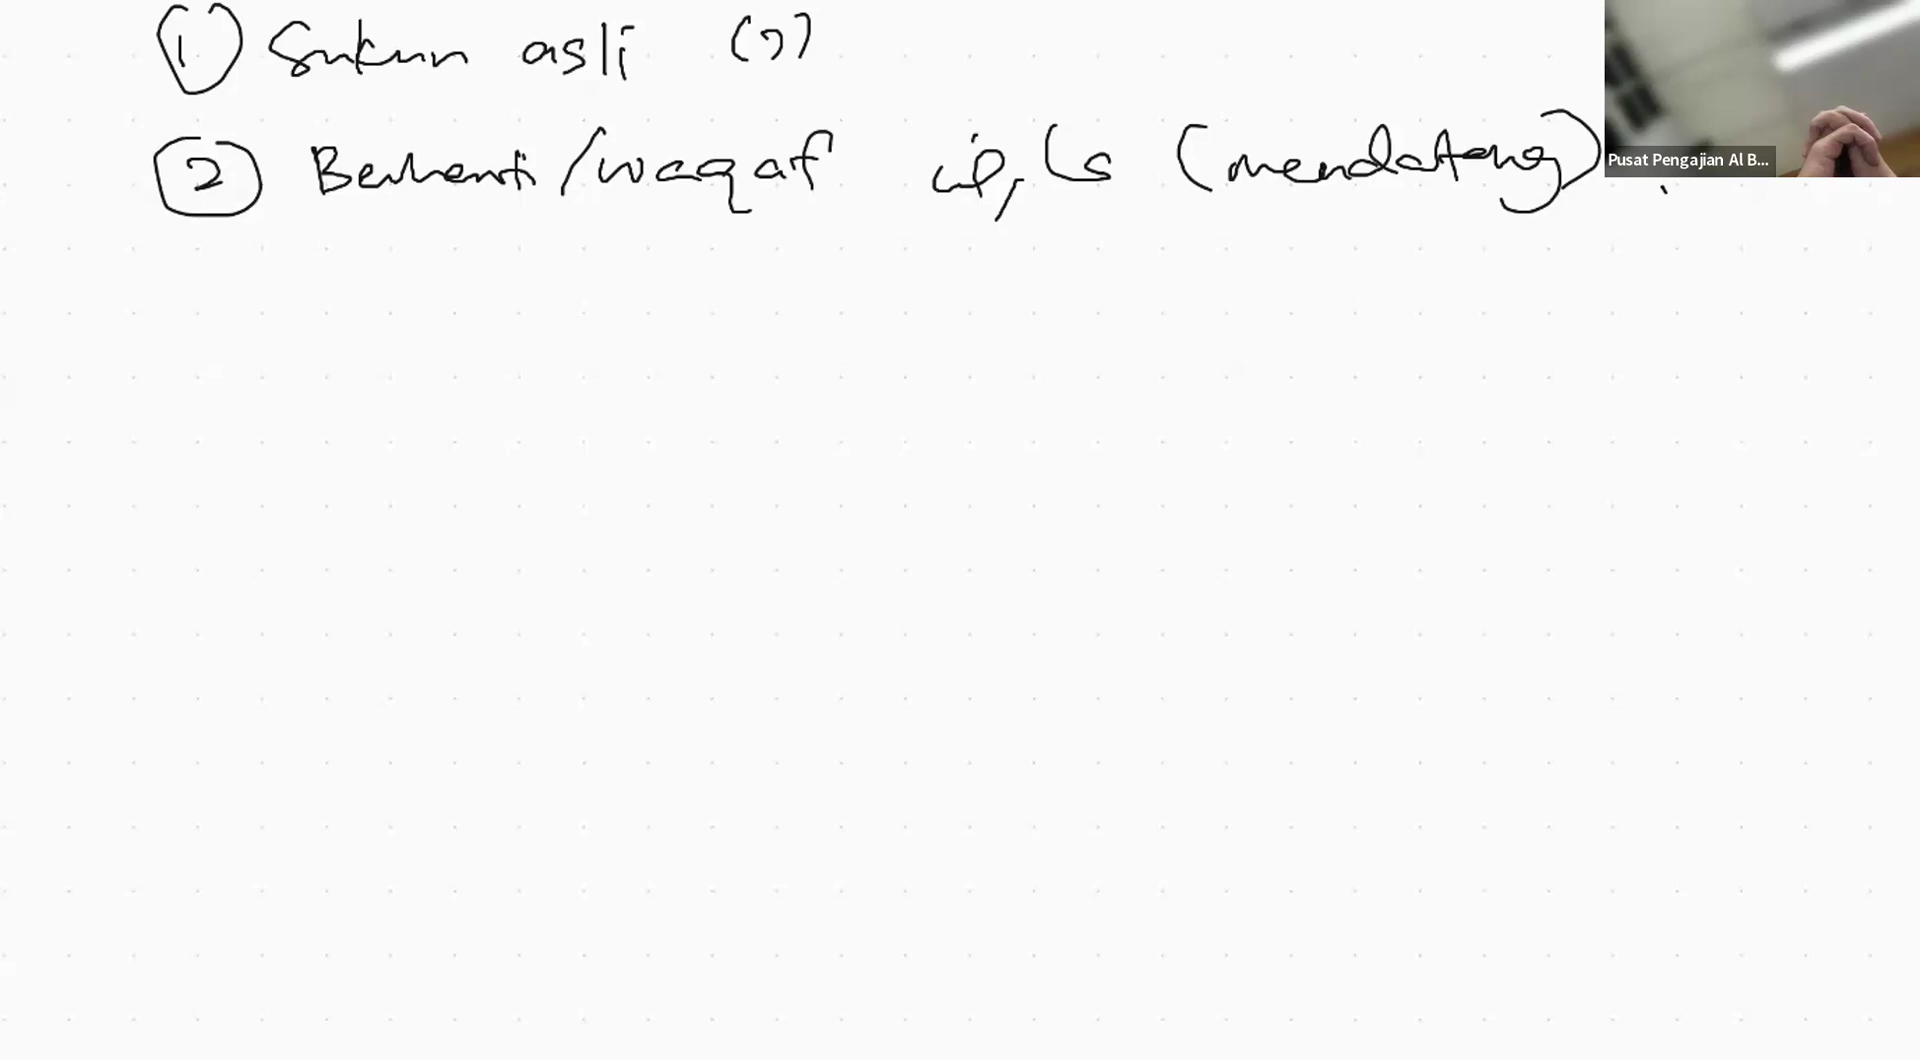 ① Sukun asli (ׄ)
② Berhenti / waqaf (mendatang)
Pusat Pengajian Al B...